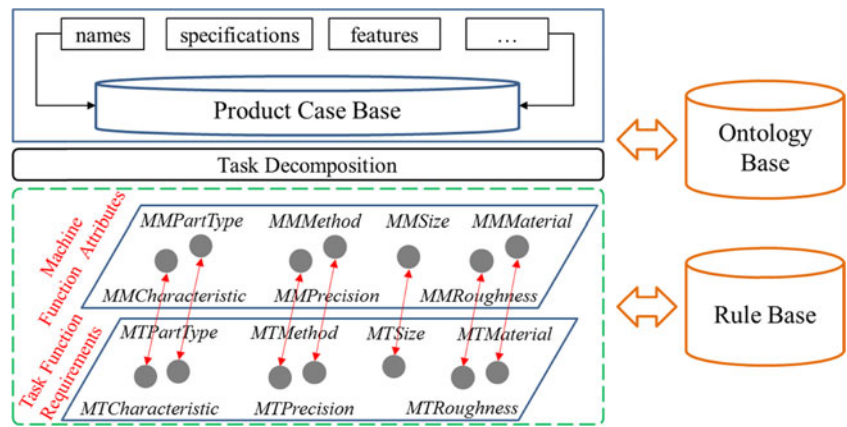 names specifications features ...
Product Case Base
Ontology
Base
Task Decomposition
Machine
Function Attributes
MMPartType MMMethod MMSize MMMaterial
MMCharacteristic MMPrecision MMRoughness
Rule Base
Task Function
Requirements
MTPartType MTMethod MTSize MTMaterial
MTCharacteristic MTPrecision MTRoughness